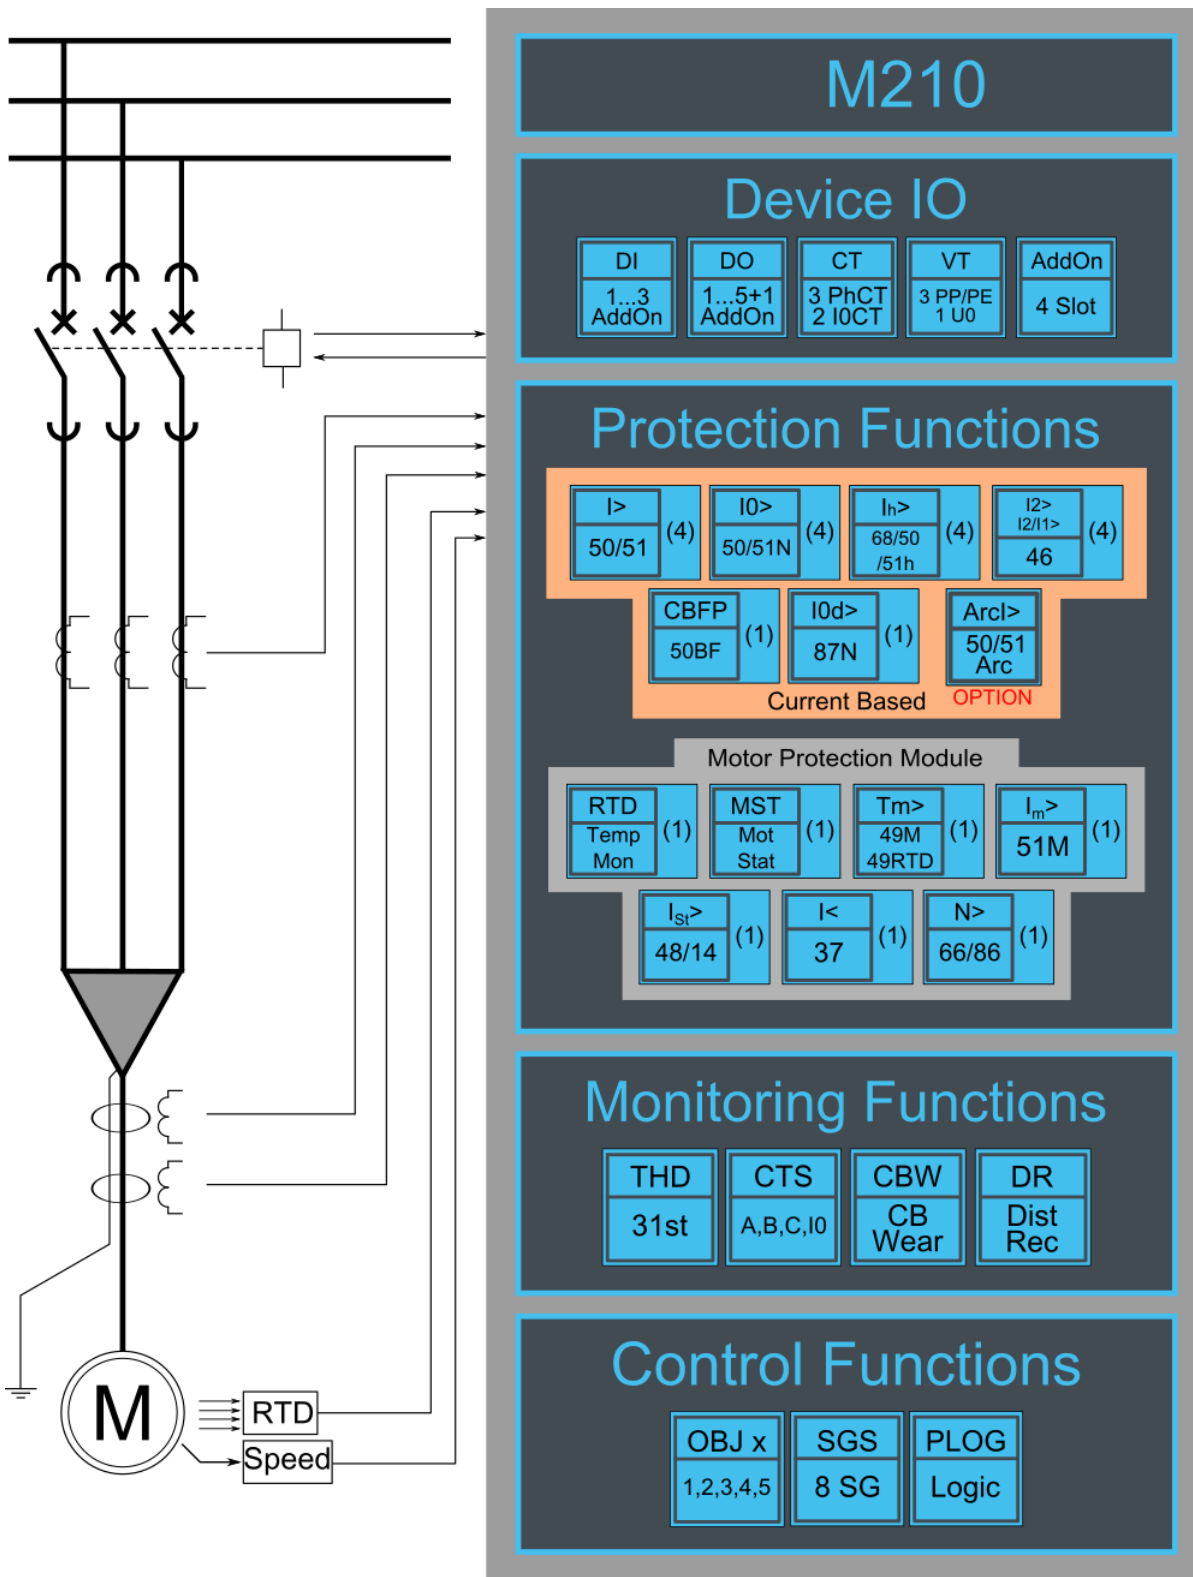 M210
Device IO
DI
1...3
AddOn
DO
1...5+1
AddOn
CT
3 PhCT
2 I0CT
VT
3 PP/PE
1 U0
AddOn
4 Slot
Protection Functions
I>
50/51
(4)
I0>
50/51N
(4)
Ih>
68/50
/51h
(4)
I2>
I2/I1>
46
(4)
CBFP
50BF
(1)
I0d>
87N
(1)
ArcI>
50/51
Arc
OPTION
Current Based
Motor Protection Module
RTD
Temp
Mon
(1)
MST
Mot
Stat
(1)
Tm>
49M
49RTD
(1)
Im>
51M
(1)
ISt>
48/14
(1)
I<
37
(1)
N>
66/86
(1)
Monitoring Functions
THD
31st
CTS
A,B,C,I0
CBW
CB
Wear
DR
Dist
Rec
Control Functions
OBJ x
1,2,3,4,5
SGS
8 SG
PLOG
Logic
M
RTD
Speed